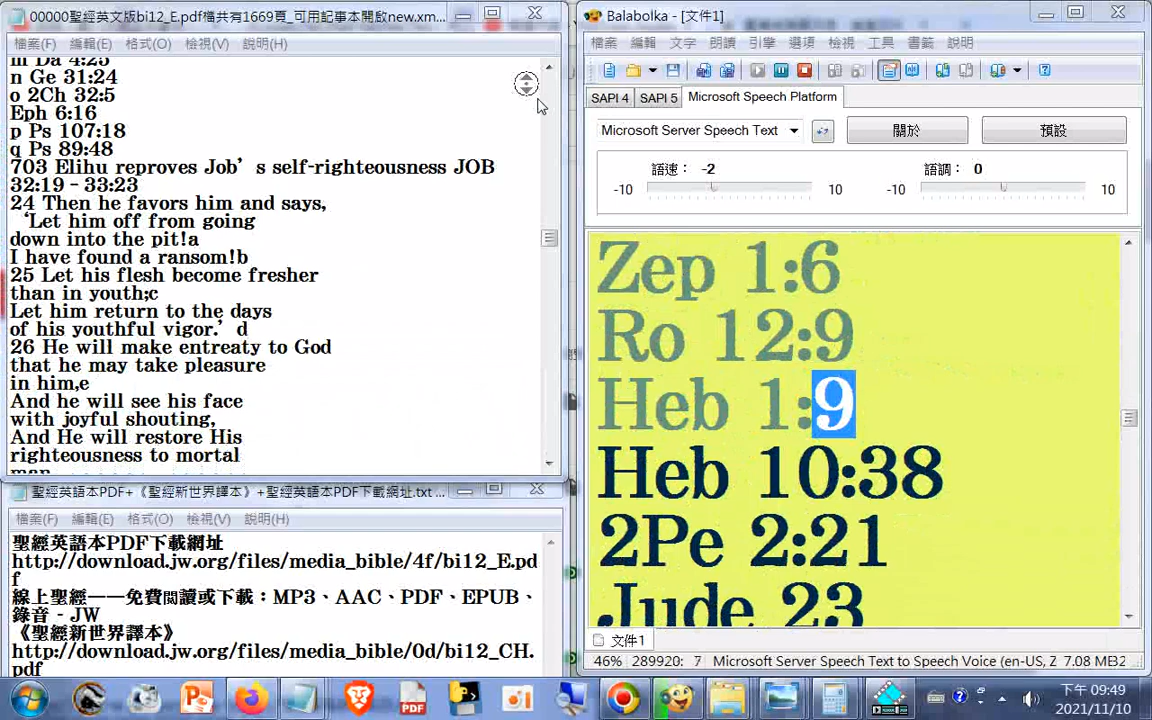 00000聖經英文版bi12_E.pdf檔共有1669頁_可用記事本開啟new.xm...
檔案(F) 編輯(E) 格式(O) 檢視(V) 說明(H)
m Da 4:25
n Ge 31:24
o 2Ch 32:5
Eph 6:16
p Ps 107:18
q Ps 89:48
703 Elihu reproves Job’s self-righteousness JOB
32:19–33:23
24 Then he favors him and says,
‘Let him off from going
down into the pit!a
I have found a ransom!b
25 Let his flesh become fresher
than in youth;c
Let him return to the days
of his youthful vigor.’d
26 He will make entreaty to God
that he may take pleasure
in him,e
And he will see his face
with joyful shouting,
And He will restore His
righteousness to mortal
man
聖經英語本PDF+《聖經新世界譯本》+聖經英語本PDF下載網址.txt ...
檔案(F) 編輯(E) 格式(O) 檢視(V) 說明(H)
聖經英語本PDF下載網址
http://download.jw.org/files/media_bible/4f/bi12_E.pd
f
線上聖經——免費閱讀或下載：MP3、AAC、PDF、EPUB、
錄音 - JW
《聖經新世界譯本》
http://download.jw.org/files/media_bible/0d/bi12_CH.
pdf
Balabolka - [文件1]
檔案 編輯 文字 朗讀 引擎 選項 檢視 工具 書籤 說明
SAPI 4 SAPI 5 Microsoft Speech Platform
Microsoft Server Speech Text 關於 預設
語速： -2 語調： 0
-10 10 -10 10
Zep 1:6
Ro 12:9
Heb 1:9
Heb 10:38
2Pe 2:21
Jude 23
文件1
46% 289920: 7 Microsoft Server Speech Text to Speech Voice (en-US, Z 7.08 MB2
PDF
下午 09:49
2021/11/10